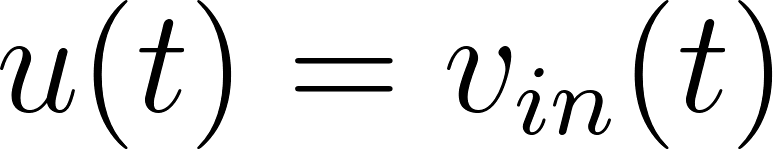 u(t) = v_{in}(t)